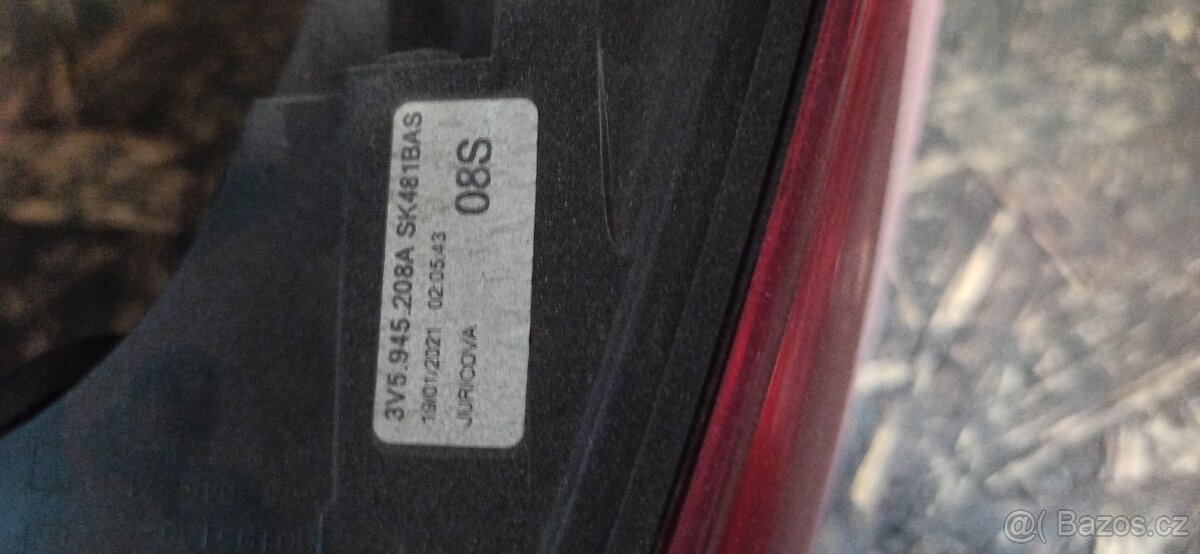 3V5.945.208A SK481BAS
19/01/2021 02:05:43
JURICOVA
08S
@( Bazos.cz